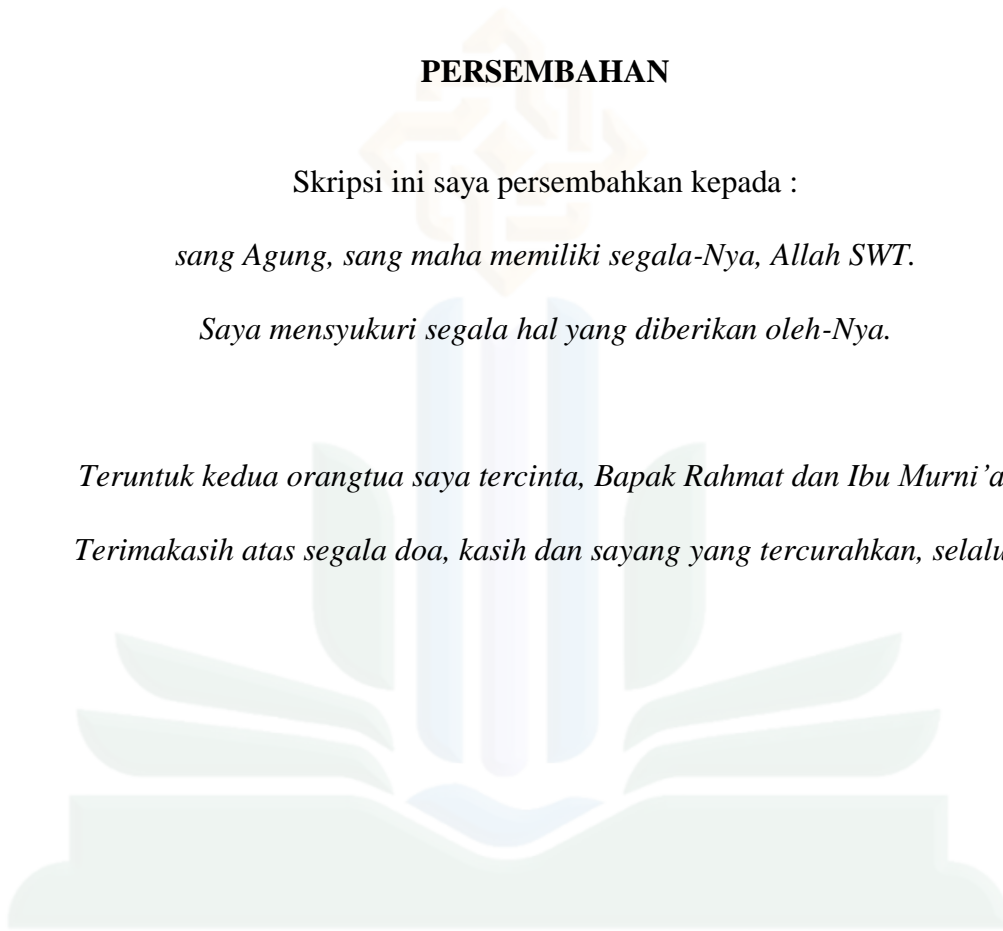 PERSEMBAHAN
Skripsi ini saya persembahkan kepada :
sang Agung, sang maha memiliki segala-Nya, Allah SWT.
Saya mensyukuri segala hal yang diberikan oleh-Nya.
Teruntuk kedua orangtua saya tercinta, Bapak Rahmat dan Ibu
Terimakasih atas segala doa, kasih dan sayang yang tercurahkan, selalu